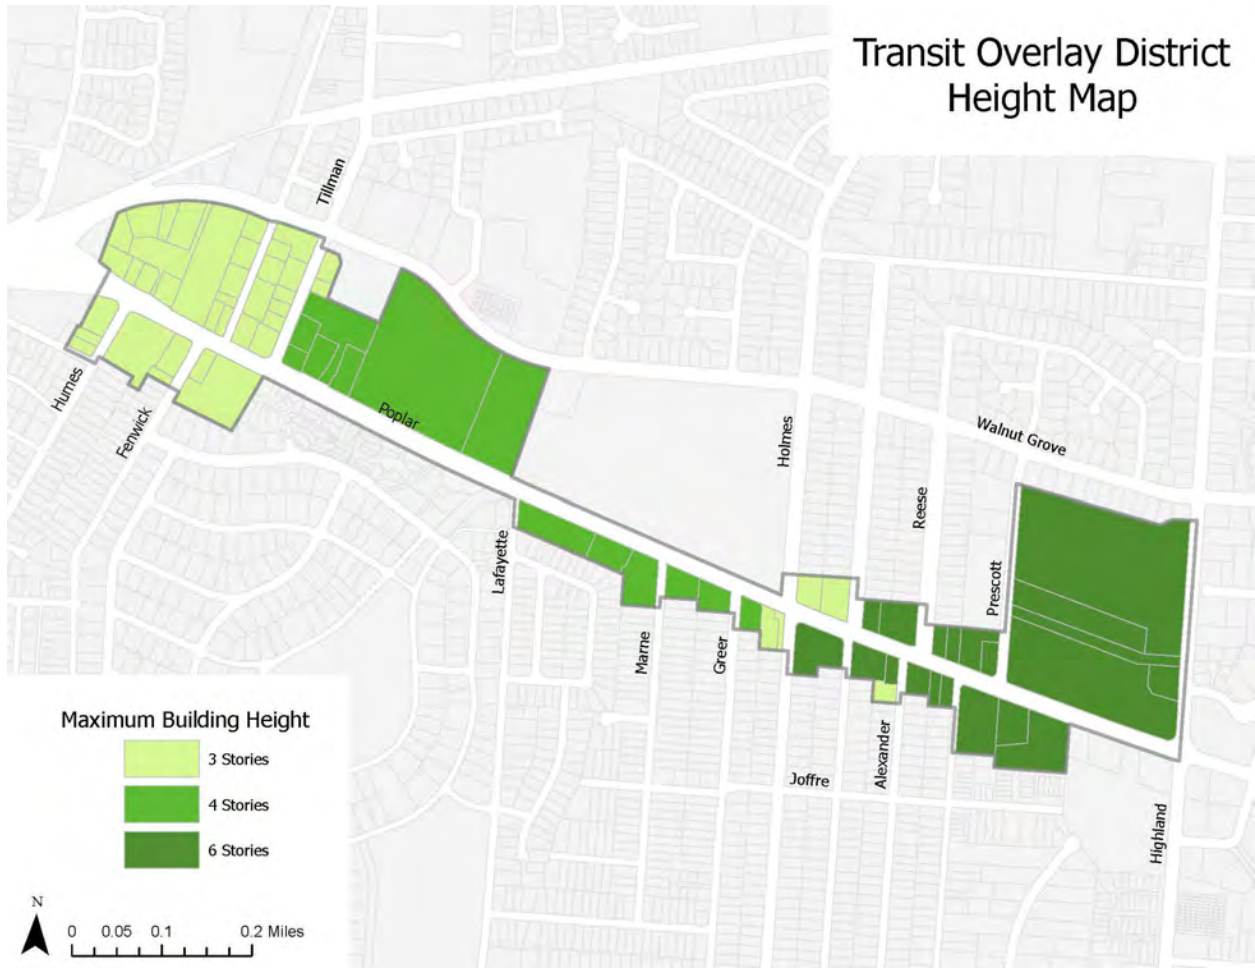 Transit Overlay District
Height Map
Tillman
Humes
Fenwick
Poplar
Lafayette
Marne
Greer
Holmes
Reese
Walnut Grove
Prescott
Joffre
Alexander
Highland
Maximum Building Height
3 Stories
4 Stories
6 Stories
N
0 0.05 0.1 0.2 Miles